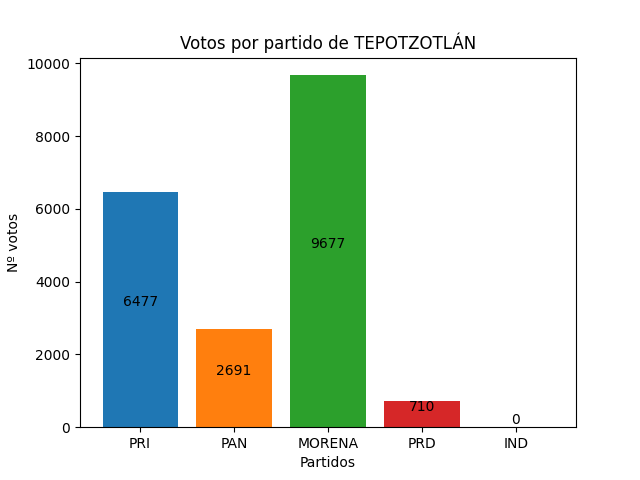 Votos por partido de TEPOTZOTLÁN
10000
8000
6000
4000
2000
0
Nº votos
6477
2691
9677
710
0
PRI PAN MORENA PRD IND
Partidos